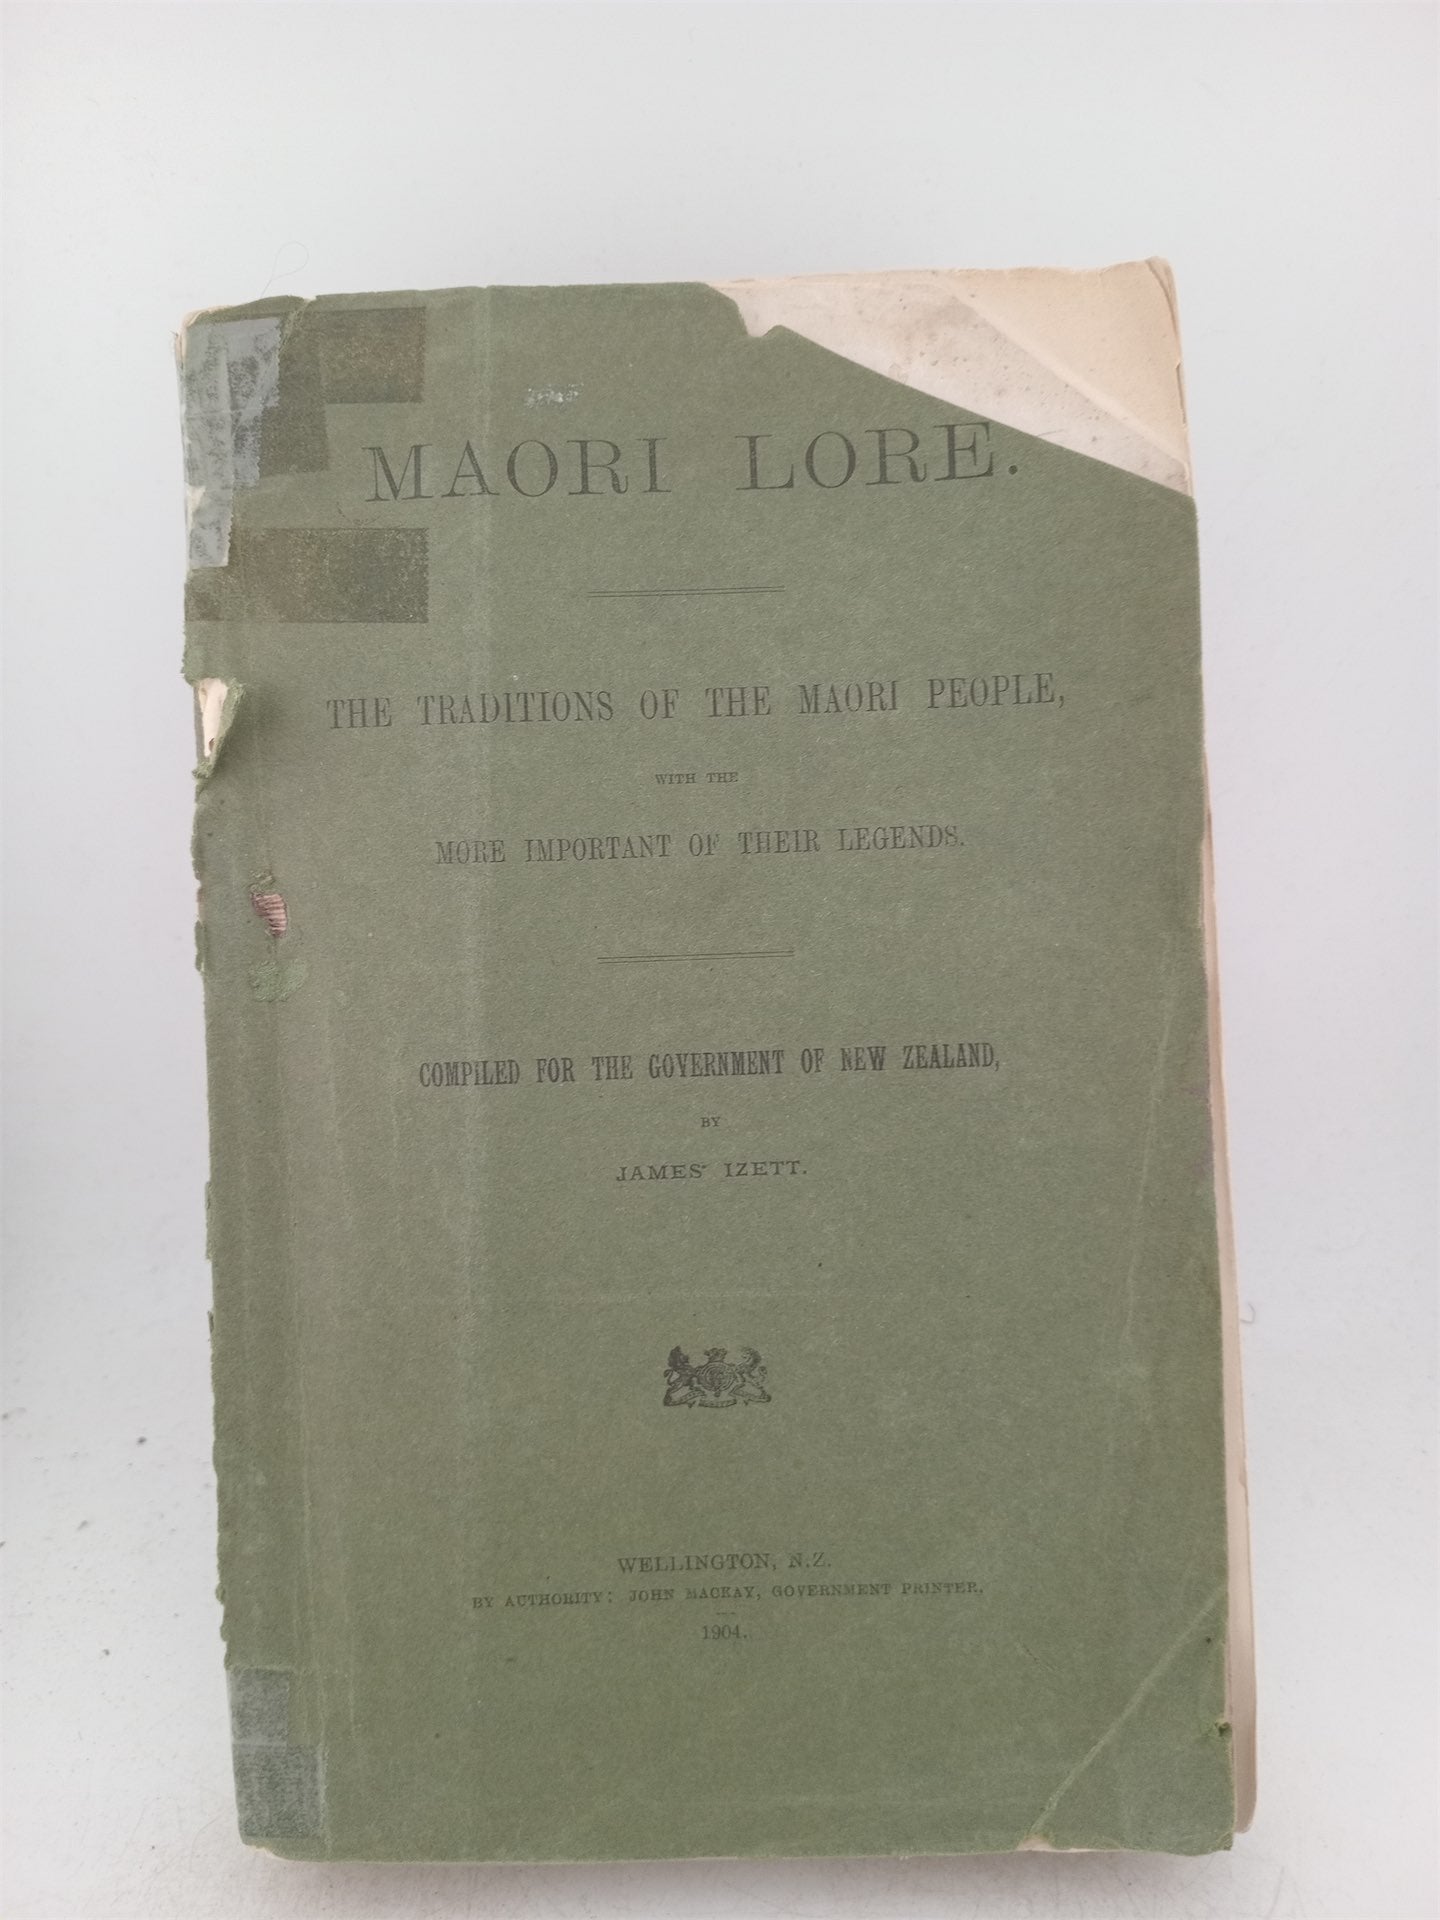 MAORI LORE.
THE TRADITIONS OF THE MAORI PEOPLE,
WITH THE
MORE IMPORTANT OF THEIR LEGENDS.
COMPILED FOR THE GOVERNMENT OF NEW ZEALAND,
BY
JAMES IZETT.
WELLINGTON, N.Z.
BY AUTHORITY: JOHN MACKAY, GOVERNMENT PRINTER.
1904.